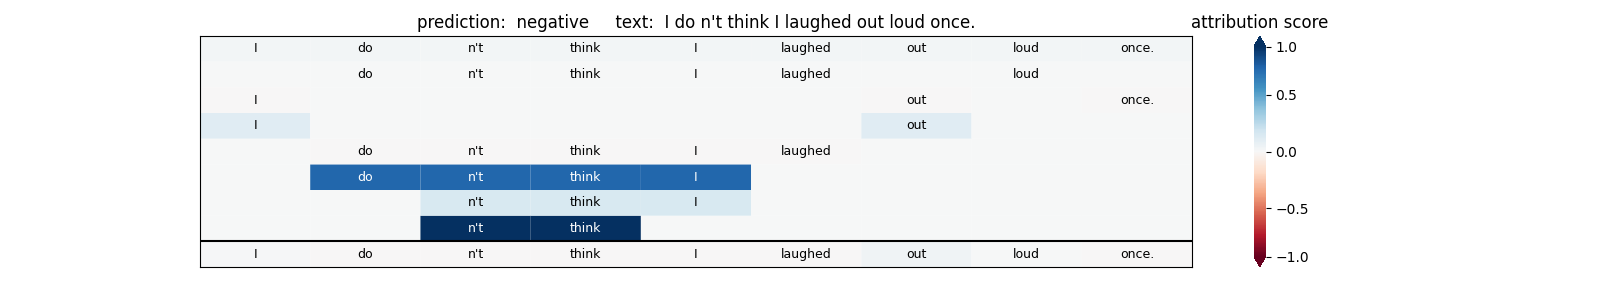 prediction:  negative     text:  I do n't think I laughed out loud once.
attribution score
I do n't think I laughed out loud once.
do n't think I laughed loud
I out once.
I out
do n't think I laughed
do n't think I
n't think I
n't think
I do n't think I laughed out loud once.
1.0
0.5
0.0
−0.5
−1.0